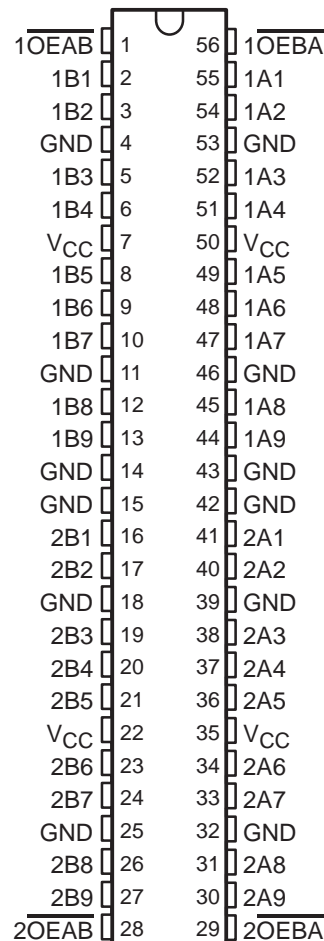 1OEAB 1 56 1OEBA
1B1 2 55 1A1
1B2 3 54 1A2
GND 4 53 GND
1B3 5 52 1A3
1B4 6 51 1A4
VCC 7 50 VCC
1B5 8 49 1A5
1B6 9 48 1A6
1B7 10 47 1A7
GND 11 46 GND
1B8 12 45 1A8
1B9 13 44 1A9
GND 14 43 GND
GND 15 42 GND
2B1 16 41 2A1
2B2 17 40 2A2
GND 18 39 GND
2B3 19 38 2A3
2B4 20 37 2A4
2B5 21 36 2A5
VCC 22 35 VCC
2B6 23 34 2A6
2B7 24 33 2A7
GND 25 32 GND
2B8 26 31 2A8
2B9 27 30 2A9
2OEAB 28 29 2OEBA